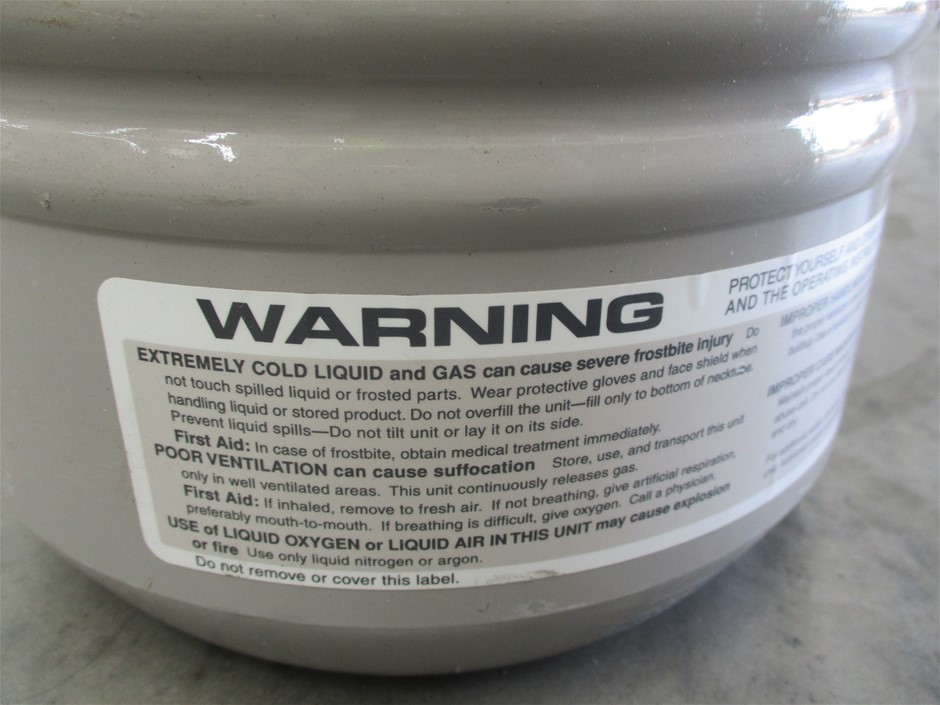 WARNING
EXTREMELY COLD LIQUID and GAS can cause severe frostbite injury Do
not touch spilled liquid or frosted parts. Wear protective gloves and face shield when
handling liquid or stored product. Do not overfill the unit—fill only to bottom of necktube.
Prevent liquid spills—Do not tilt unit or lay it on its side.
First Aid: In case of frostbite, obtain medical treatment immediately.
POOR VENTILATION can cause suffocation Store, use, and transport this unit
only in well ventilated areas. This unit continuously releases gas.
First Aid: If inhaled, remove to fresh air. If not breathing, give artificial respiration,
preferably mouth-to-mouth. If breathing is difficult, give oxygen. Call a physician.
USE of LIQUID OXYGEN or LIQUID AIR IN THIS UNIT may cause explosion
or fire Use only liquid nitrogen or argon.
Do not remove or cover this label.
PROTECT YOURSELF AND
AND THE OPERATING
IMPROPER
the proper
IMPROPER
and dry.